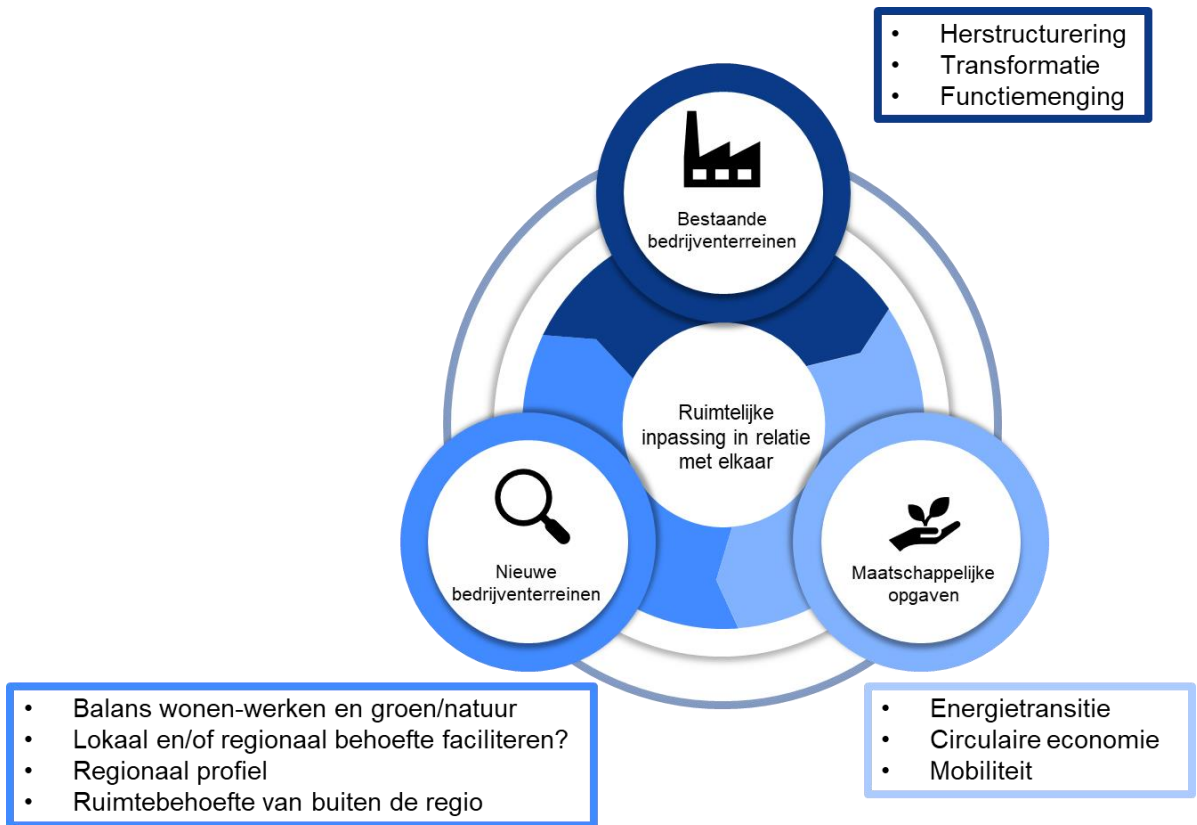 • Herstructurering
• Transformatie
• Functiemenging
Bestaande
bedrijventerreinen
Ruimtelijke
inpassing in relatie
met elkaar
Nieuwe
bedrijventerreinen
Maatschappelijke
opgaven
• Balans wonen-werken en groen/natuur
• Lokaal en/of regionaal behoefte faciliteren?
• Regionaal profiel
• Ruimtebehoefte van buiten de regio
• Energietransitie
• Circulaire economie
• Mobiliteit